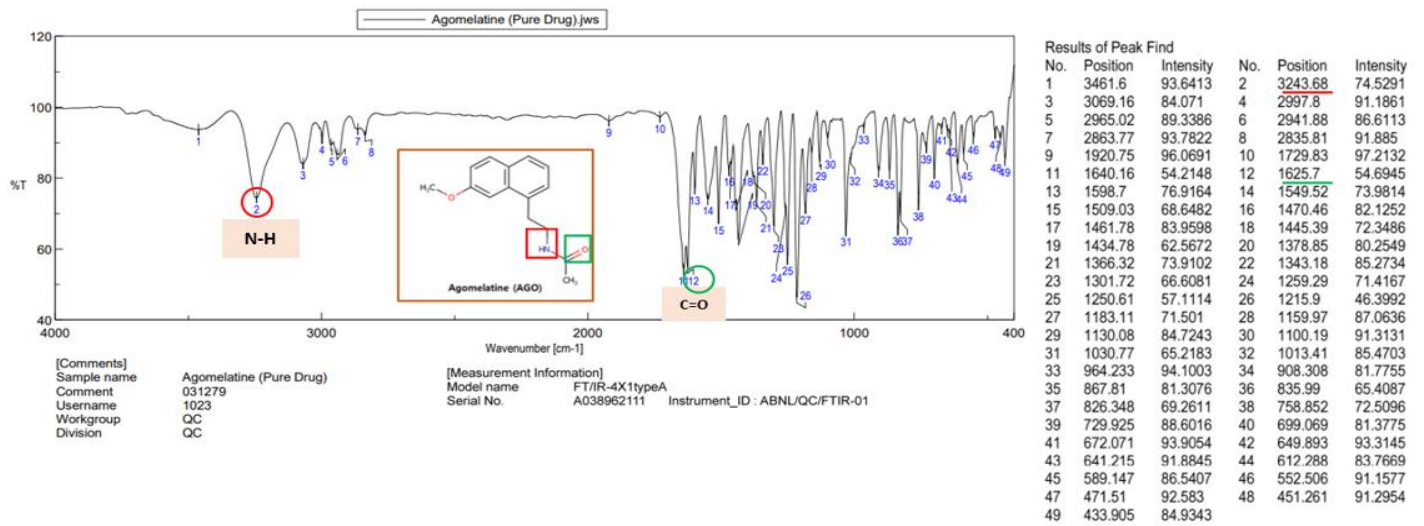 Agomelatine (Pure Drug).jws
120
100
80
60
40
%T
4000 3000 2000 1000 400
Wavenumber [cm-1]
1 2 3 4 5 6 7 8 9 10 11 12 13 14 15 16 17 18 19 20 21 22 23 24 25 26 27 28 29 30 31 32 33 34 35 36 37 38 39 40 41 42 43 44 45 46 47 48 49
N-H
C=O
H₃C
O
HN
O
CH₃
Agomelatine (AGO)
[Comments]
Sample name Agomelatine (Pure Drug)
Comment 031279
Username 1023
Workgroup QC
Division QC
[Measurement Information]
Model name FT/IR-4X1typeA
Serial No. A038962111 Instrument_ID : ABNL/QC/FTIR-01
Results of Peak Find
No. Position Intensity No. Position Intensity
1 3461.6 93.6413 2 3243.68 74.5291
3 3069.16 84.071 4 2997.8 91.1861
5 2965.02 89.3386 6 2941.88 86.6113
7 2863.77 93.7822 8 2835.81 91.885
9 1920.75 96.0691 10 1729.83 97.2132
11 1640.16 54.2148 12 1625.7 54.6945
13 1598.7 76.9164 14 1549.52 73.9814
15 1509.03 68.6482 16 1470.46 82.1252
17 1461.78 83.9598 18 1445.39 72.3486
19 1434.78 62.5672 20 1378.85 80.2549
21 1366.32 73.9102 22 1343.18 85.2734
23 1301.72 66.6081 24 1259.29 71.4167
25 1250.61 57.1114 26 1215.9 46.3992
27 1183.11 71.501 28 1159.97 87.0636
29 1130.08 84.7243 30 1100.19 91.3131
31 1030.77 65.2183 32 1013.41 85.4703
33 964.233 94.1003 34 908.308 81.7755
35 867.81 81.3076 36 835.99 65.4087
37 826.348 69.2611 38 758.852 72.5096
39 729.925 88.6016 40 699.069 81.3775
41 672.071 93.9054 42 649.893 93.3145
43 641.215 91.8845 44 612.288 83.7669
45 589.147 86.5407 46 552.506 91.1577
47 471.51 92.583 48 451.261 91.2954
49 433.905 84.9343